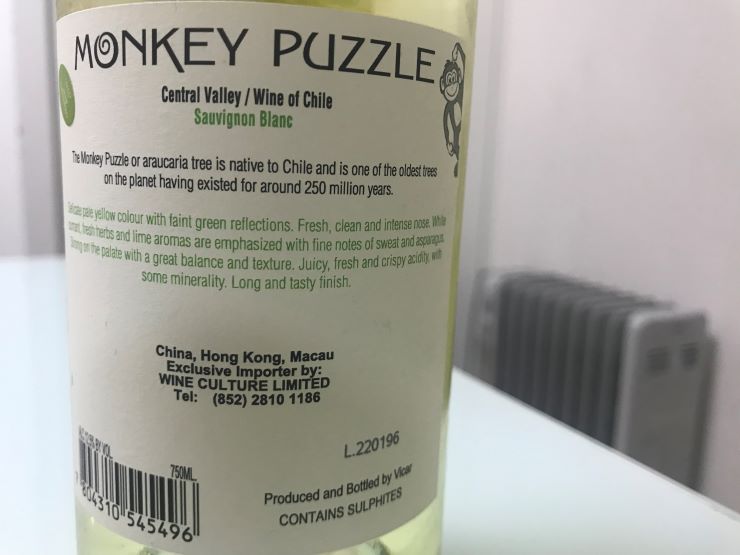 MONKEY PUZZLE
Central Valley / Wine of Chile
Sauvignon Blanc
The Monkey Puzzle or araucaria tree is native to Chile and is one of the oldest trees
on the planet having existed for around 250 million years.
Delicate pale yellow colour with faint green reflections. Fresh, clean and intense nose. White
currant, fresh herbs and lime aromas are emphasized with fine notes of sweat and asparagus.
Strong on the palate with a great balance and texture. Juicy, fresh and crispy acidity, with
some minerality. Long and tasty finish.
China, Hong Kong, Macau
Exclusive Importer by:
WINE CULTURE LIMITED
Tel: (852) 2810 1186
L.220196
BY VOL.
750ML.
7 804310 545496
Produced and Bottled by Vicar
CONTAINS SULPHITES